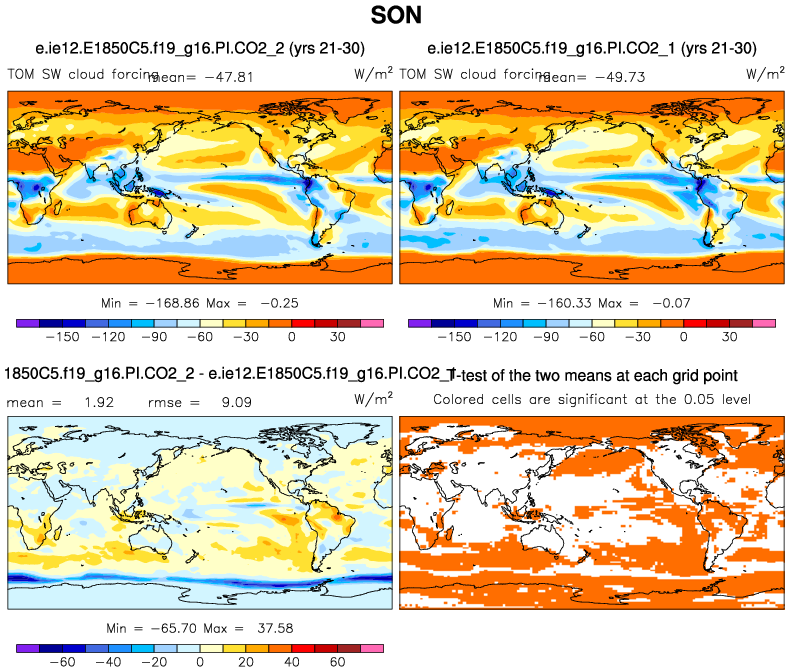 SON
e.ie12.E1850C5.f19_g16.PI.CO2_2 (yrs 21-30)
e.ie12.E1850C5.f19_g16.PI.CO2_1 (yrs 21-30)
TOM SW cloud forcing mean= −47.81 W/m²
TOM SW cloud forcing mean= −49.73 W/m²
Min = −168.86 Max = −0.25
Min = −160.33 Max = −0.07
−150 −120 −90 −60 −30 0 30
−150 −120 −90 −60 −30 0 30
1850C5.f19_g16.PI.CO2_2 - e.ie12.E1850C5.f19_g16.PI.CO2_1
T-test of the two means at each grid point
mean = 1.92 rmse = 9.09 W/m²
Colored cells are significant at the 0.05 level
Min = −65.70 Max = 37.58
−60 −40 −20 0 20 40 60